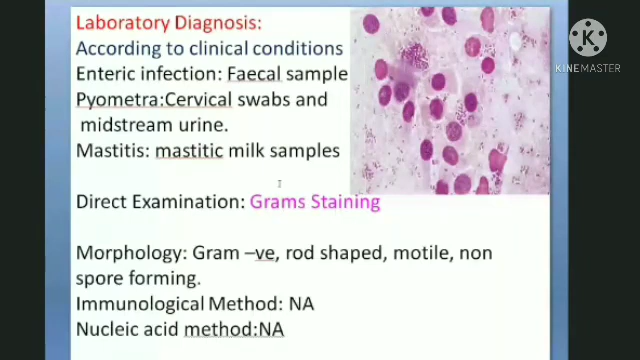 Laboratory Diagnosis:
According to clinical conditions
Enteric infection: Faecal sample
Pyometra:Cervical swabs and
midstream urine.
Mastitis: mastitic milk samples
Direct Examination: Grams Staining
Morphology: Gram –ve, rod shaped, motile, non
spore forming.
Immunological Method: NA
Nucleic acid method:NA
K
KINEMASTER